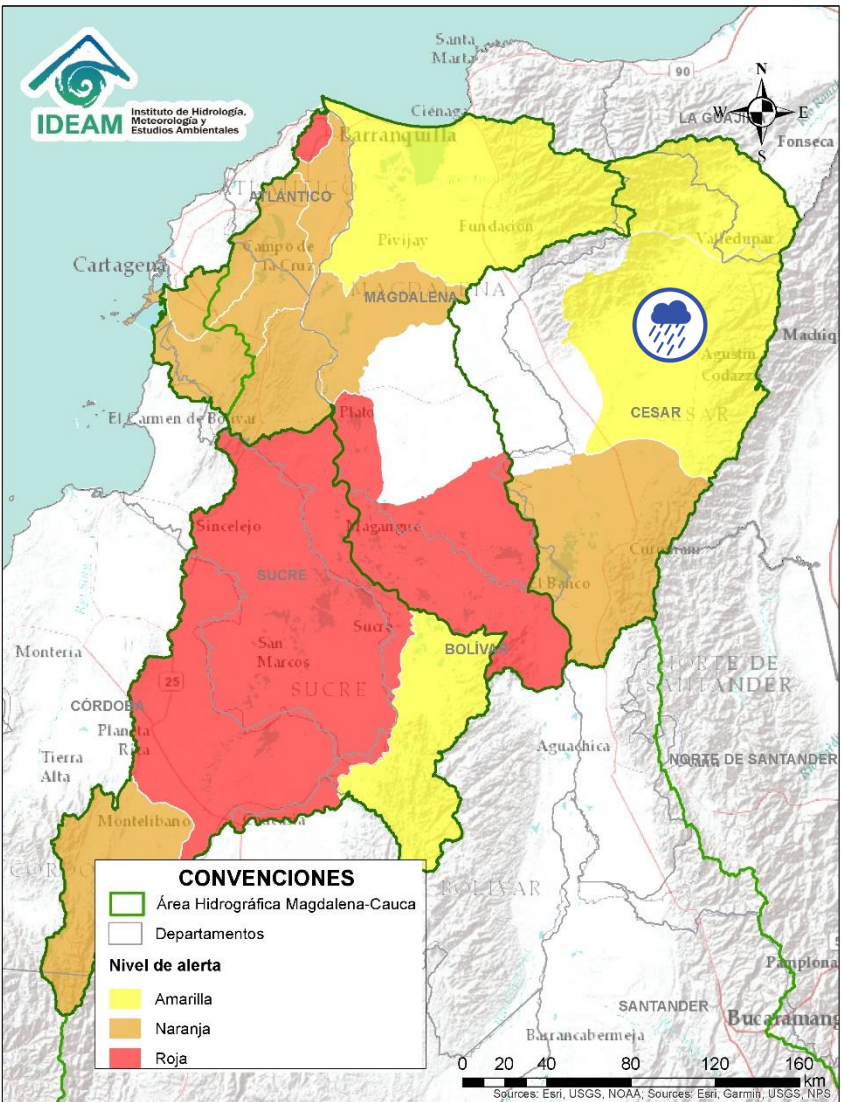 IDEAM
Instituto de Hidrología,
Meteorología y
Estudios Ambientales
Santa
Marta
90
N
W
E
S
Ciénaga
LA GUAJI
Fonseca
Barranquilla
ATLÁNTICO
Valledupar
Fundación
Pivijay
Campo de
la Cruz
Cartagena
MAGDALENA
Machiq
Agustín
Codazzi
El Carmen de Bolívar
Plato
CESAR
CESAR
Sincelejo
Magangué
SUCRE
El Banco
Sucre
San
Marcos
BOLÍVAR
Montería
SUCRE
NORTE DE
SANTANDER
25
CÓRDOBA
Planeta
Rica
Tierra
Alta
Aguachica
NORTE DE SANTANDER
Montelíbano
BOLÍVAR
CONVENCIONES
Área Hidrográfica Magdalena-Cauca
Departamentos
Nivel de alerta
Amarilla
Naranja
Roja
Pamplona
SANTANDER
Bucaramang
Barrancabermeja
0 20 40 80 120 160
km
Sources: Esri, USGS, NOAA; Sources: Esri, Garmin, USGS, NPS